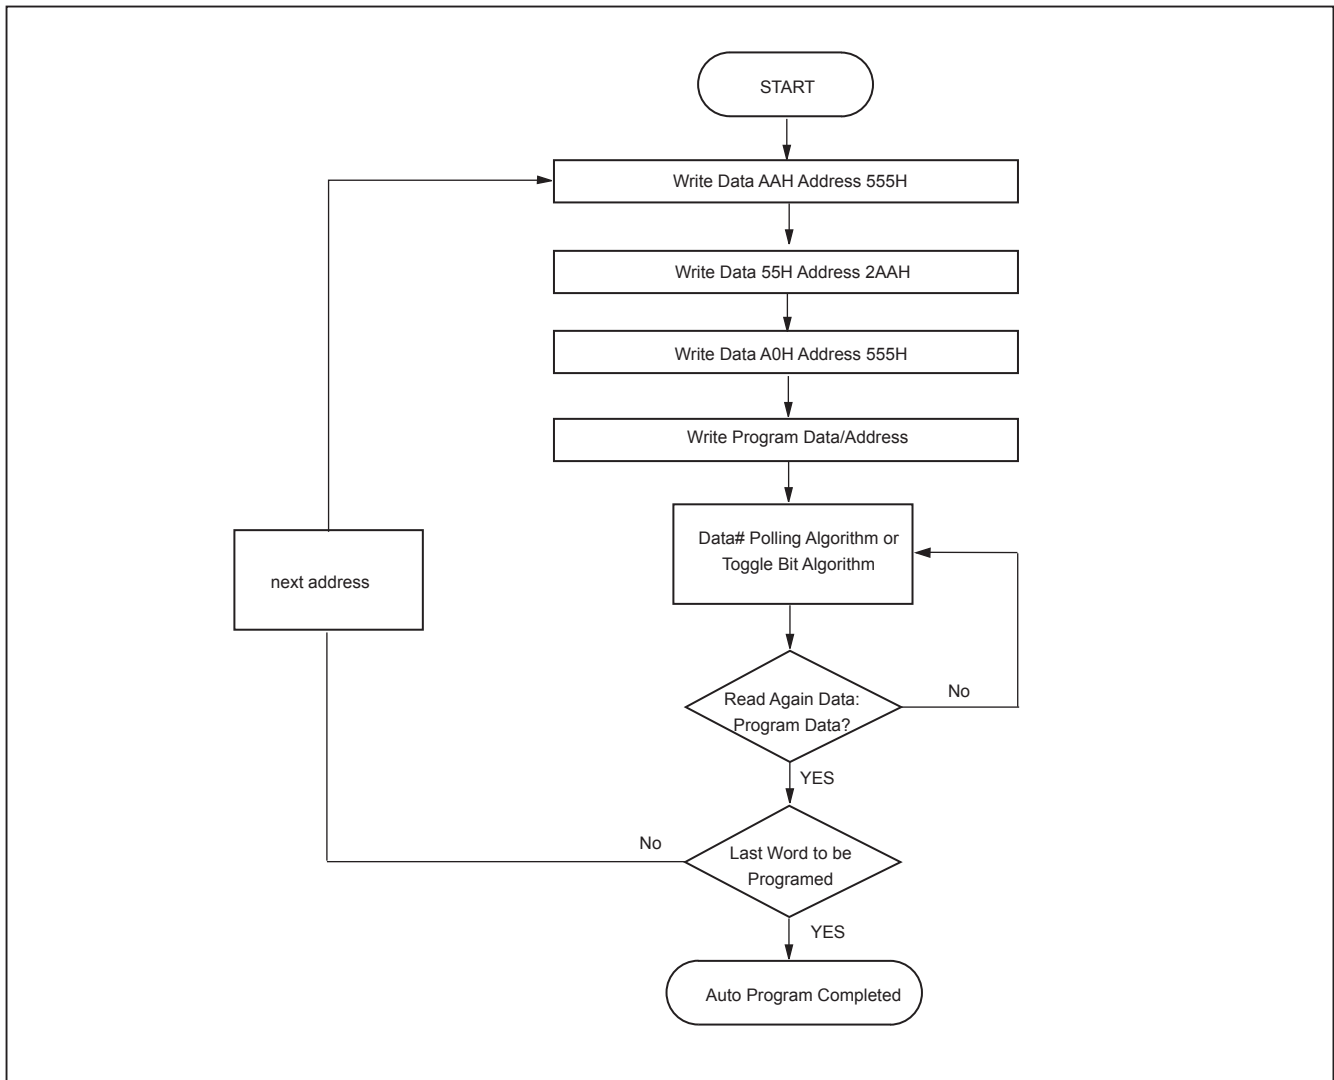 START
Write Data AAH Address 555H
Write Data 55H Address 2AAH
Write Data A0H Address 555H
Write Program Data/Address
Data# Polling Algorithm or
Toggle Bit Algorithm
next address
Read Again Data:
Program Data?
No
YES
No
Last Word to be
Programed
YES
Auto Program Completed